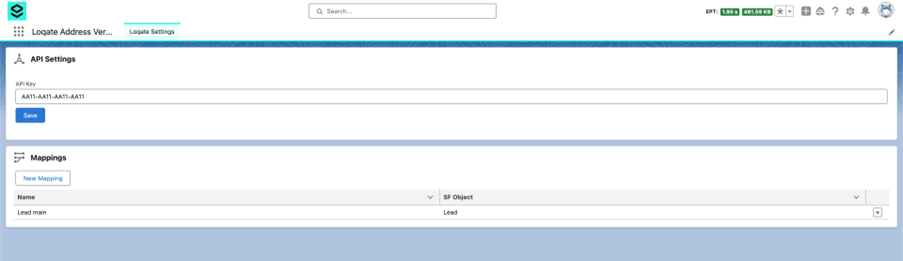 Search...
EPT: 1.95 s 481.59 KB
Loqate Address Ver...
Loqate Settings
API Settings
API Key
AA11-AA11-AA11-AA11
Save
Mappings
New Mapping
Name
SF Object
Lead main
Lead